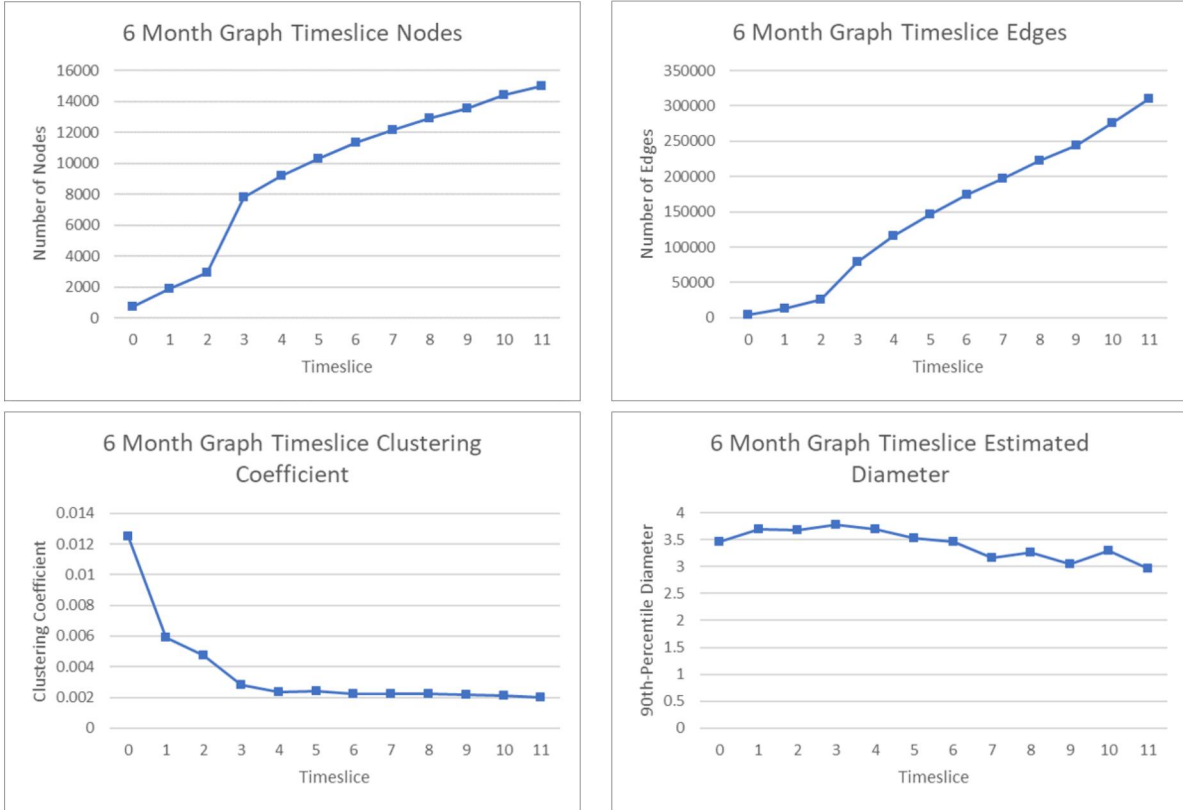 6 Month Graph Timeslice Nodes
Number of Nodes
16000
14000
12000
10000
8000
6000
4000
2000
0
0 1 2 3 4 5 6 7 8 9 10 11
Timeslice
6 Month Graph Timeslice Edges
Number of Edges
350000
300000
250000
200000
150000
100000
50000
0
0 1 2 3 4 5 6 7 8 9 10 11
Timeslice
6 Month Graph Timeslice Clustering
Coefficient
Clustering Coefficient
0.014
0.012
0.01
0.008
0.006
0.004
0.002
0
0 1 2 3 4 5 6 7 8 9 10 11
Timeslice
6 Month Graph Timeslice Estimated
Diameter
90th-Percentile Diameter
4
3.5
3
2.5
2
1.5
1
0.5
0
0 1 2 3 4 5 6 7 8 9 10 11
Timeslice